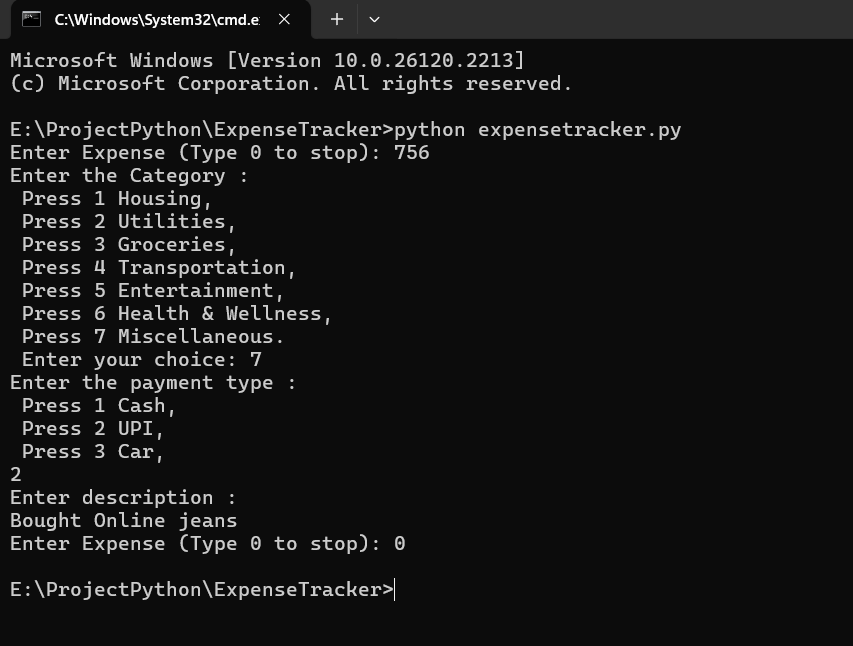 C:\Windows\System32\cmd.e
Microsoft Windows [Version 10.0.26120.2213]
(c) Microsoft Corporation. All rights reserved.
E:\ProjectPython\ExpenseTracker>python expensetracker.py
Enter Expense (Type 0 to stop): 756
Enter the Category :
Press 1 Housing,
Press 2 Utilities,
Press 3 Groceries,
Press 4 Transportation,
Press 5 Entertainment,
Press 6 Health & Wellness,
Press 7 Miscellaneous.
Enter your choice: 7
Enter the payment type :
Press 1 Cash,
Press 2 UPI,
Press 3 Car,
2
Enter description :
Bought Online jeans
Enter Expense (Type 0 to stop): 0
E:\ProjectPython\ExpenseTracker>